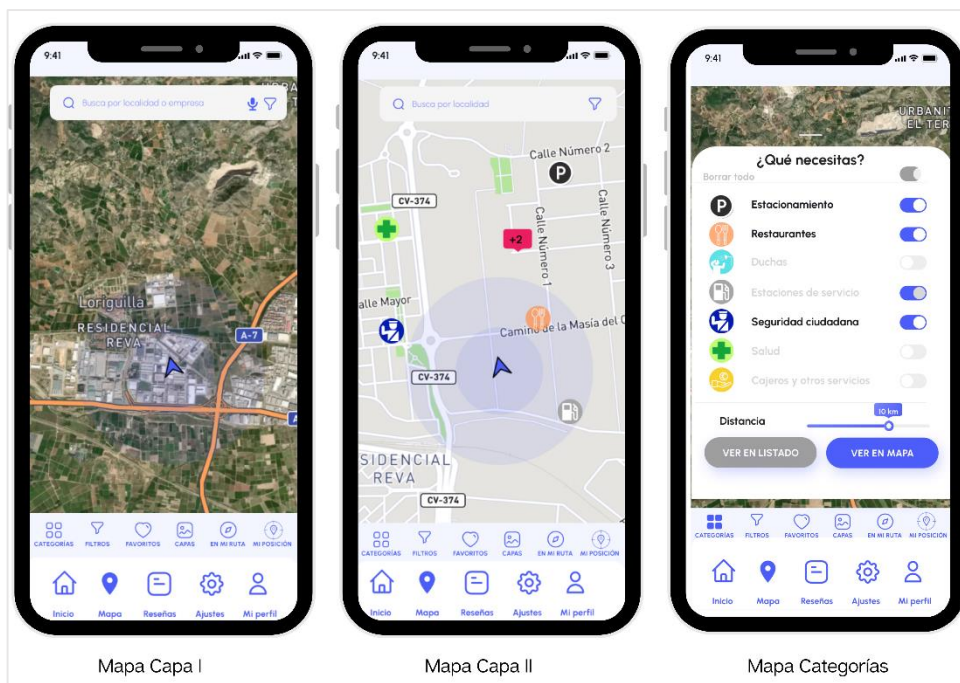 9:41
Busca por localidad o empresa
Loriguilla
RESIDENCIAL
REVA
A-7
CATEGORÍAS FILTROS FAVORITOS CAPAS EN MI RUTA MI POSICIÓN
Inicio Mapa Reseñas Ajustes Mi perfil
Mapa Capa I
9:41
Busca por localidad
Calle Número 2
P
CV-374
+2
Calle Número 1
Calle Número 3
alle Mayor
Camino de la Masía del C
CV-374
SIDENCIAL
REVA
CV-374
CATEGORÍAS FILTROS FAVORITOS CAPAS EN MI RUTA MI POSICIÓN
Inicio Mapa Reseñas Ajustes Mi perfil
Mapa Capa II
9:41
URBANIT
EL TER
¿Qué necesitas?
Borrar todo
P Estacionamiento
Restaurantes
Duchas
Estaciones de servicio
Seguridad ciudadana
Salud
Cajeros y otros servicios
10 km
Distancia
VER EN LISTADO VER EN MAPA
CATEGORÍAS FILTROS FAVORITOS CAPAS EN MI RUTA MI POSICIÓN
Inicio Mapa Reseñas Ajustes Mi perfil
Mapa Categorías